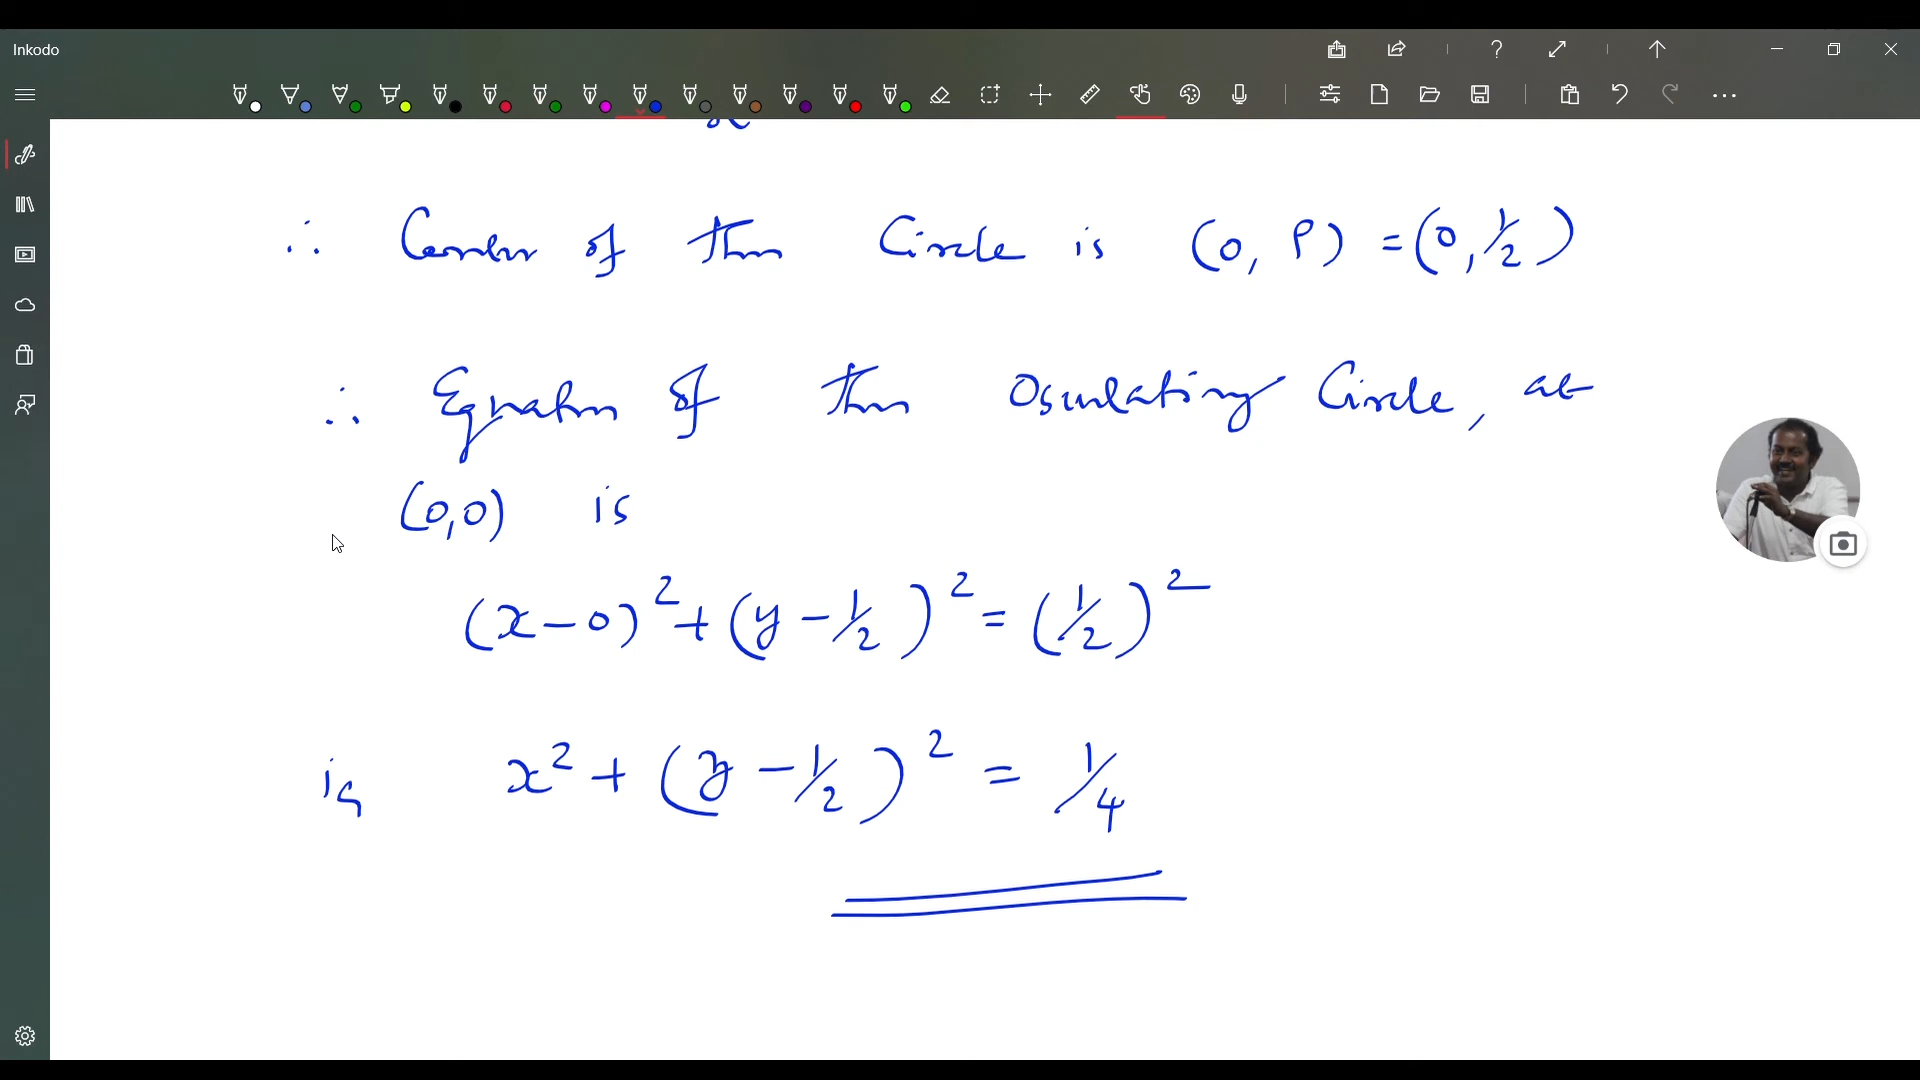 Inkodo
∴ Center of the Circle is (0, ρ) = (0, 1/2)
∴ Equation of the Osculating Circle, at
(0,0) is
(x-0)² + (y - 1/2)² = (1/2)²
ie x² + (y - 1/2)² = 1/4